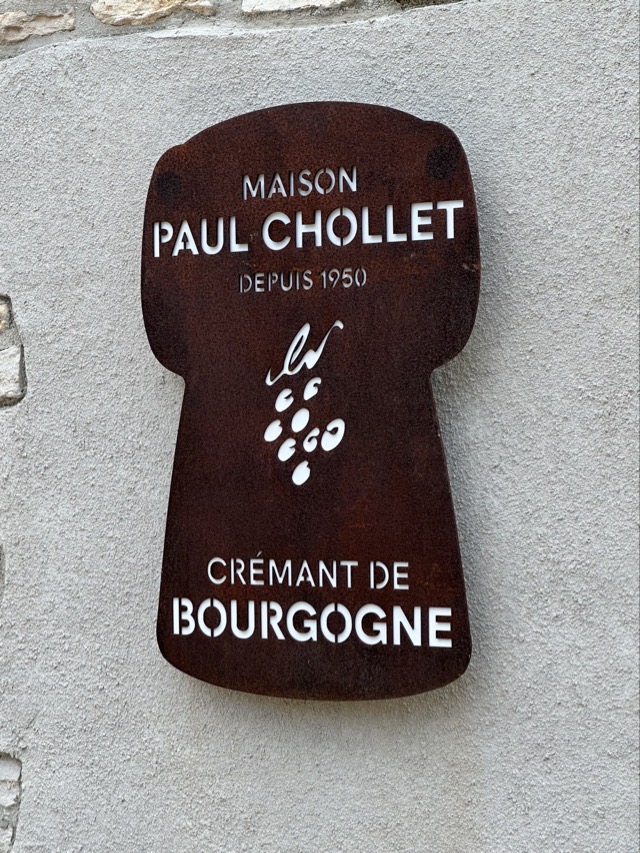 MAISON
PAUL CHOLLET
DEPUIS 1950
CRÉMANT DE
BOURGOGNE